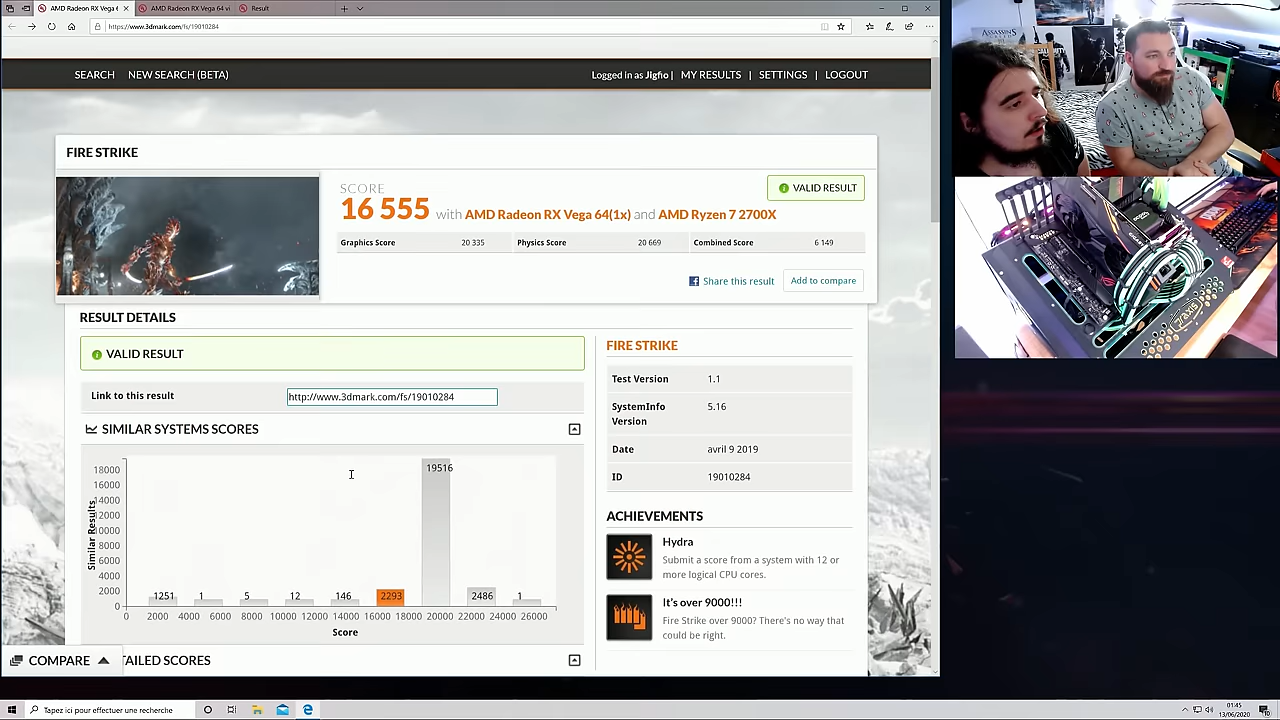 AMD Radeon RX Vega 6
AMD Radeon RX Vega 64 vi
Result
https://www.3dmark.com/fs/19010284
SEARCH NEW SEARCH (BETA) Logged in as Jigfio | MY RESULTS | SETTINGS | LOGOUT
FIRE STRIKE
SCORE
16 555 with AMD Radeon RX Vega 64(1x) and AMD Ryzen 7 2700X
VALID RESULT
Graphics Score 20 335 Physics Score 20 669 Combined Score 6 149
Share this result Add to compare
RESULT DETAILS
VALID RESULT
Link to this result http://www.3dmark.com/fs/19010284
SIMILAR SYSTEMS SCORES
Similar Results
18000
16000
14000
12000
10000
8000
6000
4000
2000
0
1251 1 5 12 146 2293 19516 2486 1
0 2000 4000 6000 8000 10000 12000 14000 16000 18000 20000 22000 24000 26000
Score
COMPARE
TAILED SCORES
FIRE STRIKE
Test Version 1.1
SystemInfo
Version
5.16
Date avril 9 2019
ID 19010284
ACHIEVEMENTS
Hydra
Submit a score from a system with 12 or
more logical CPU cores.
It's over 9000!!!
Fire Strike over 9000? There's no way that
could be right.
ASSASSINS
Tapez ici pour effectuer une recherche
01:45
13/06/2020